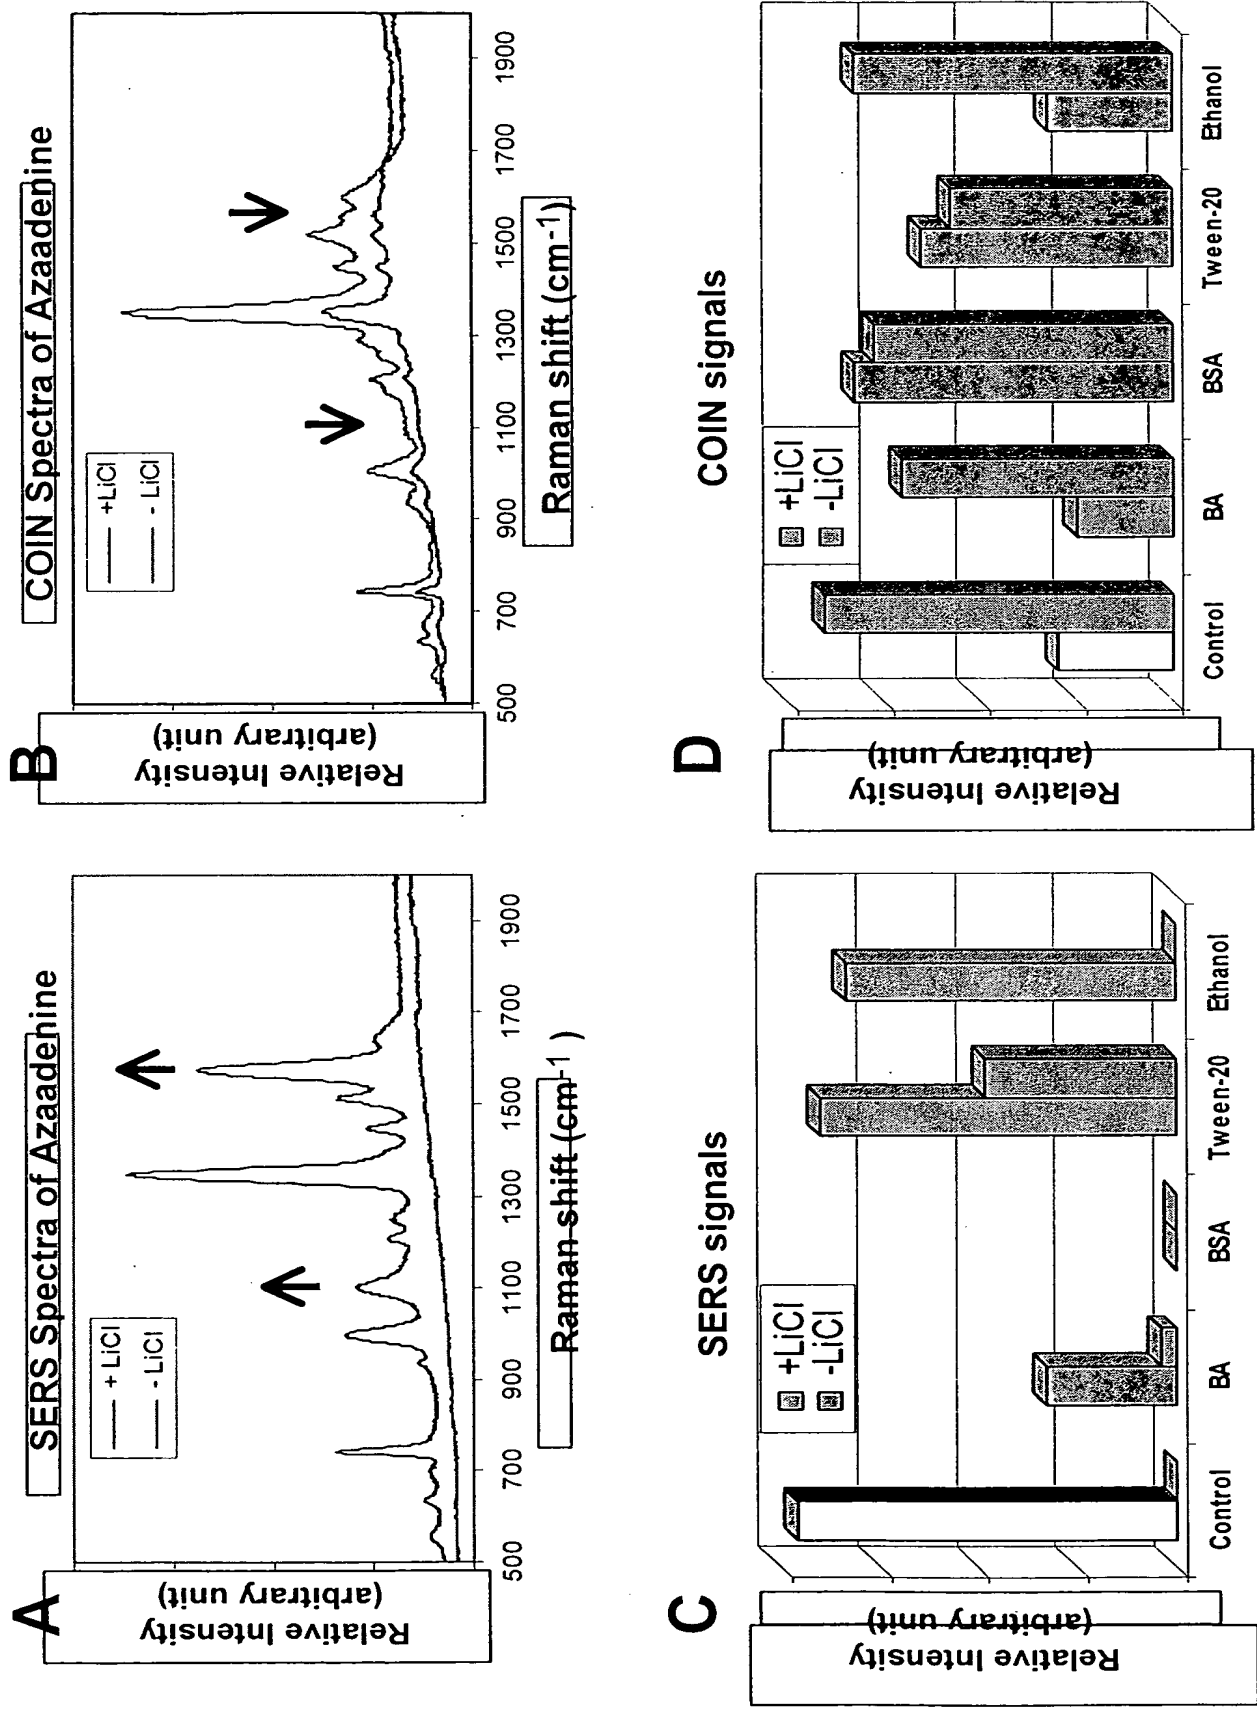 A
SERS Spectra of Azaadenine
+ LiCl
- LiCl
Relative Intensity
(arbitrary unit)
500 700 900 1100 1300 1500 1700 1900
Raman shift (cm-1)
B
COIN Spectra of Azaadenine
+LiCl
- LiCl
Relative Intensity
(arbitrary unit)
500 700 900 1100 1300 1500 1700 1900
Raman shift (cm-1)
C
SERS signals
+LiCl
-LiCl
Relative Intensity
(arbitrary unit)
Control BA BSA Tween-20 Ethanol
D
COIN signals
+LiCl
-LiCl
Relative Intensity
(arbitrary unit)
Control BA BSA Tween-20 Ethanol